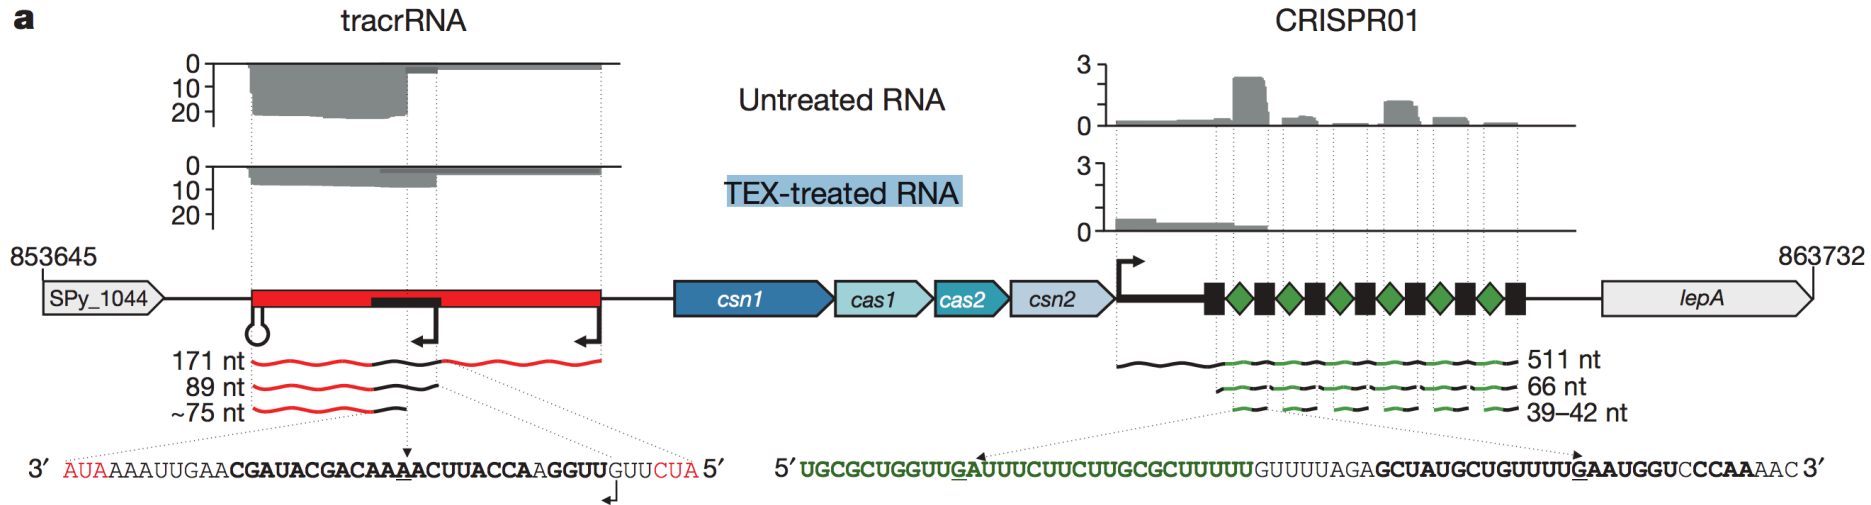 a
tracrRNA
CRISPR01
0
10
20
Untreated RNA
3
0
0
10
20
TEX-treated RNA
3
0
853645
863732
SPy_1044
csn1
cas1
cas2
csn2
lepA
171 nt
89 nt
~75 nt
511 nt
66 nt
39–42 nt
3′ AUAAAAUUGAACGAUACGACAAAACUUACCAAGGUUGUUCUA 5′
5′ UGCGCUGGUUGAUUUCUUCUUGCGCUUUUUGUUUUAGAGCUAUGCUGUUUUGAAUGGUCCCAAAAC 3′